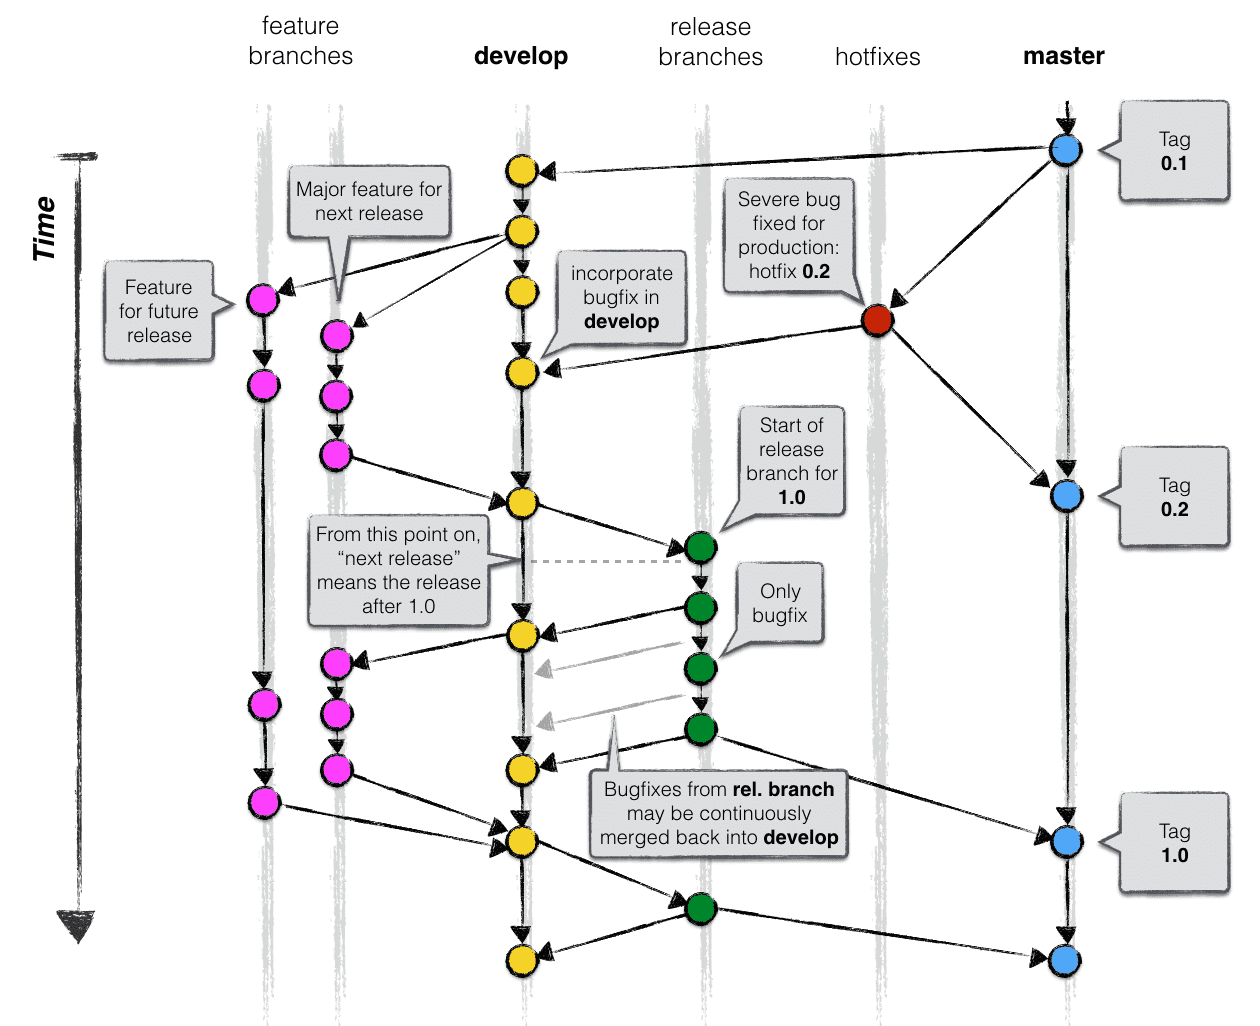 feature
branches
develop
release
branches
hotfixes
master
Time
Tag
0.1
Major feature for
next release
Severe bug
fixed for
production:
hotfix 0.2
Feature
for future
release
incorporate
bugfix in
develop
Start of
release
branch for
1.0
Tag
0.2
From this point on,
“next release”
means the release
after 1.0
Only
bugfix
Bugfixes from rel. branch
may be continuously
merged back into develop
Tag
1.0